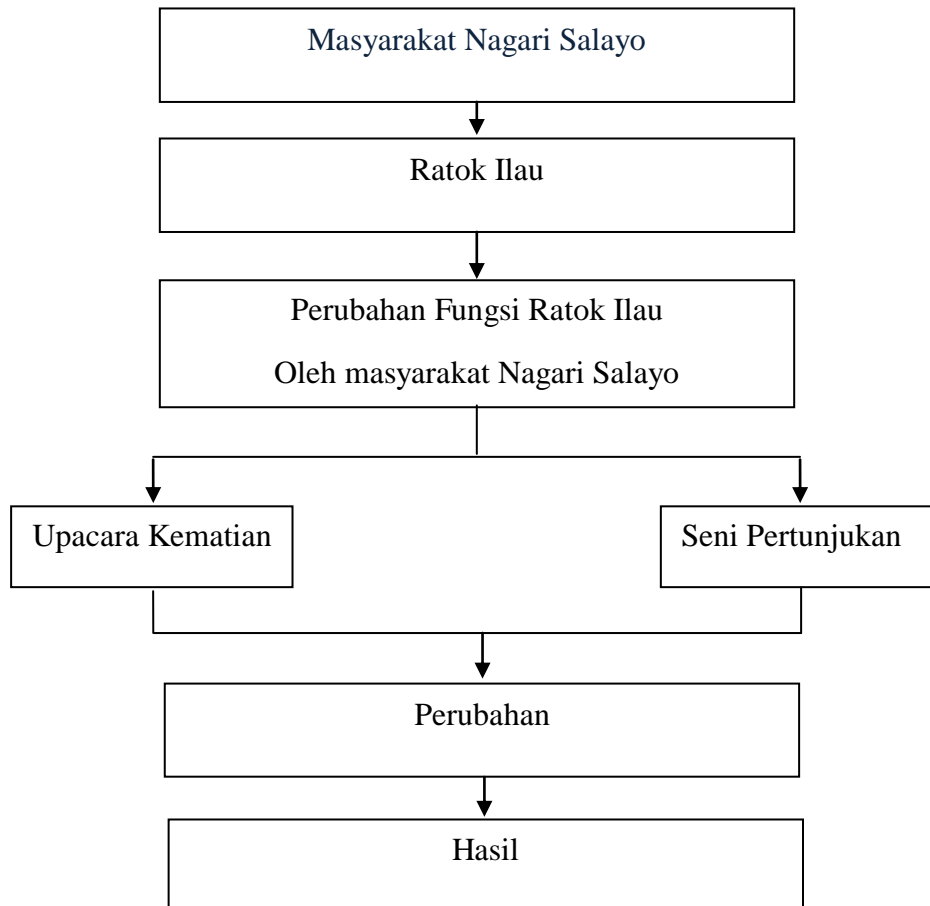 Masyarakat Nagari Salayo
Ratok Ilau
Perubahan Fungsi Ratok Ilau
Oleh masyarakat Nagari Salayo
Upacara Kematian
Seni Pertunjukan
Perubahan
Hasil